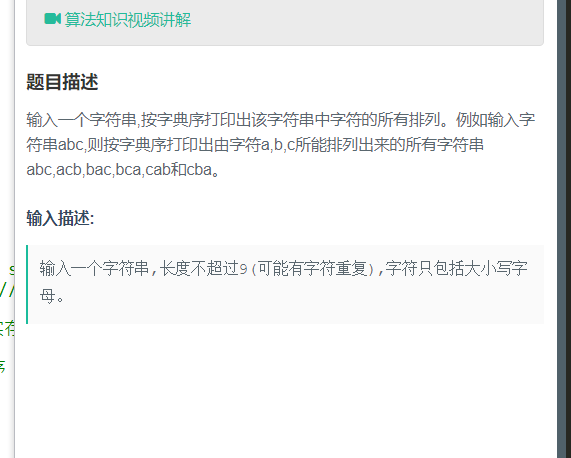 算法知识视频讲解
题目描述
输入一个字符串,按字典序打印出该字符串中字符的所有排列。例如输入字
符串abc,则按字典序打印出由字符a,b,c所能排列出来的所有字符串
abc,acb,bac,bca,cab和cba。
输入描述:
输入一个字符串,长度不超过9(可能有字符重复),字符只包括大小写字
母。
s
//